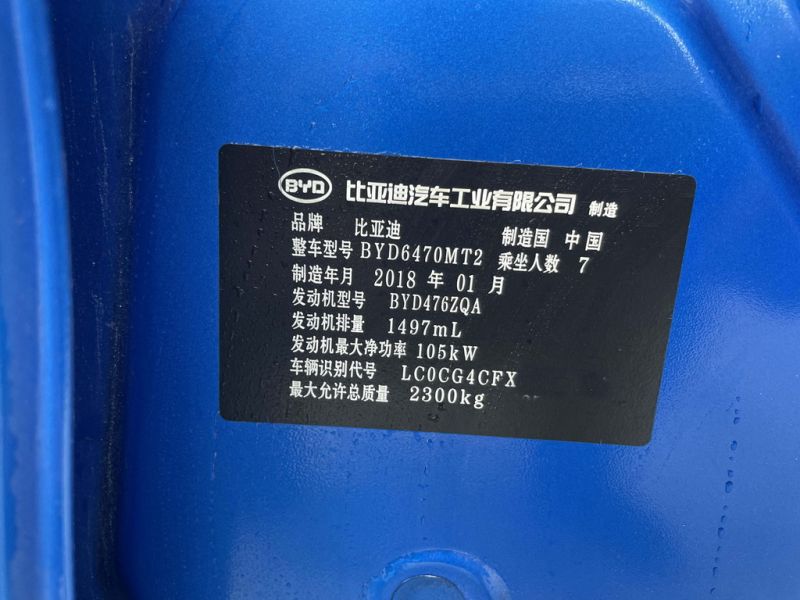 BYD 比亚迪汽车工业有限公司 制造
品牌 比亚迪 制造国 中国
整车型号 BYD6470MT2 乘坐人数 7
制造年月 2018 年 01 月
发动机型号 BYD476ZQA
发动机排量 1497mL
发动机最大净功率 105kW
车辆识别代号 LC0CG4CFX
最大允许总质量 2300kg